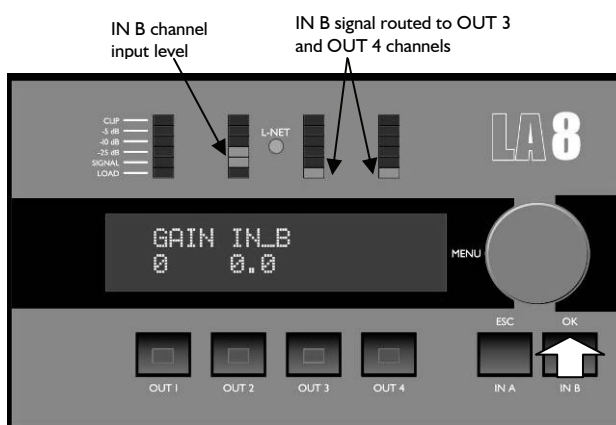 IN B channel
input level
IN B signal routed to OUT 3
and OUT 4 channels
CLIP
-5 dB
-10 dB
-25 dB
SIGNAL
LOAD
L-NET
LA8
GAIN IN_B
0 0.0
MENU
ESC OK
OUT 1 OUT 2 OUT 3 OUT 4 IN A IN B